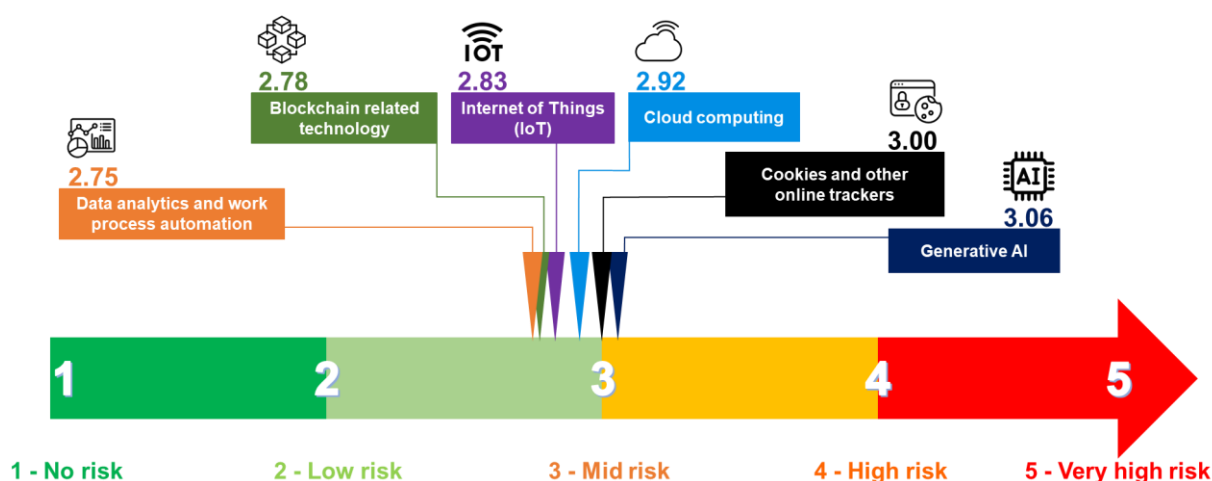 2.78
Blockchain related
technology
IOT
2.83
Internet of Things
(IoT)
2.92
Cloud computing
3.00
Cookies and other
online trackers
2.75
Data analytics and work
process automation
AI
3.06
Generative AI
1
2
3
4
5
1 - No risk
2 - Low risk
3 - Mid risk
4 - High risk
5 - Very high risk